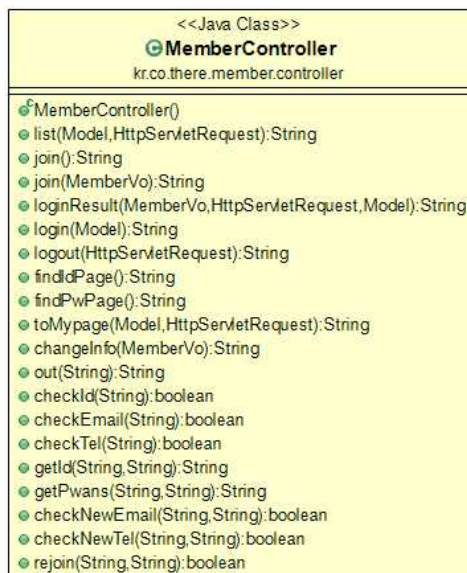 <<Java Class>>
MemberController
kr.co.there.member.controller
MemberController()
list(Model,HttpServletRequest):String
join():String
join(MemberVo):String
loginResult(MemberVo,HttpServletRequest,Model):String
login(Model):String
logout(HttpServletRequest):String
findIdPage():String
findPwPage():String
toMypage(Model,HttpServletRequest):String
changeInfo(MemberVo):String
out(String):String
checkId(String):boolean
checkEmail(String):boolean
checkTel(String):boolean
getId(String,String):String
getPwans(String,String):String
checkNewEmail(String,String):boolean
checkNewTel(String,String):boolean
rejoin(String,String):boolean